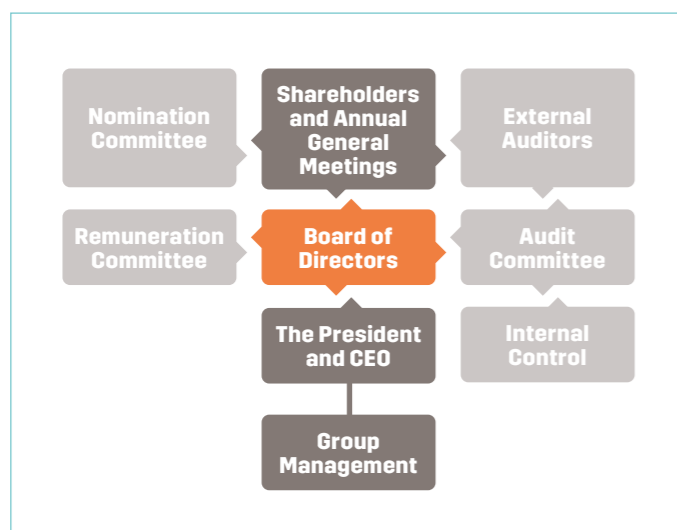 Nomination
Committee
Shareholders
and Annual
General
Meetings
External
Auditors
Remuneration
Committee
Board of
Directors
Audit
Committee
The President
and CEO
Internal
Control
Group
Management